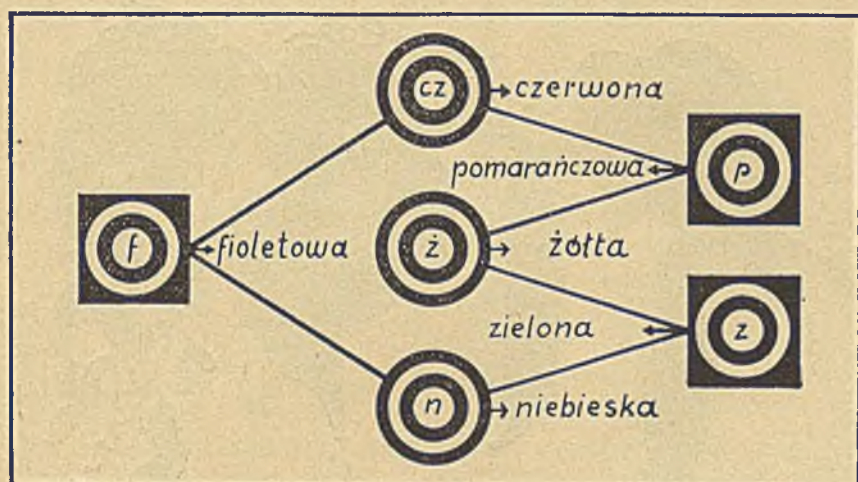 cz → czerwona
pomarańczowa ← p
f → fioletowa
ż → żółta
zielona ← z
n → niebieska